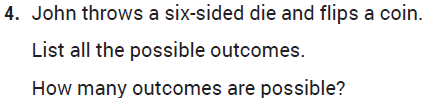 4. John throws a six-sided die and flips a coin.
List all the possible outcomes.
How many outcomes are possible?